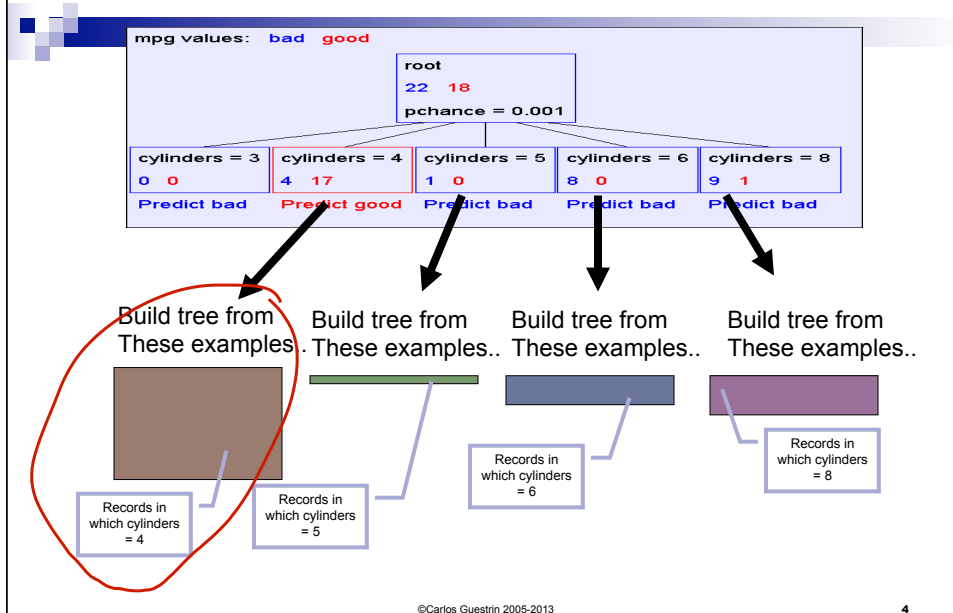 mpg values: bad good
root
22 18
pchance = 0.001
cylinders = 3
0 0
Predict bad
cylinders = 4
4 17
Predict good
cylinders = 5
1 0
Predict bad
cylinders = 6
8 0
Predict bad
cylinders = 8
9 1
Predict bad
Build tree from
These examples..
Build tree from
These examples..
Build tree from
These examples..
Build tree from
These examples..
Records in
which cylinders
= 4
Records in
which cylinders
= 5
Records in
which cylinders
= 6
Records in
which cylinders
= 8
©Carlos Guestrin 2005-2013
4